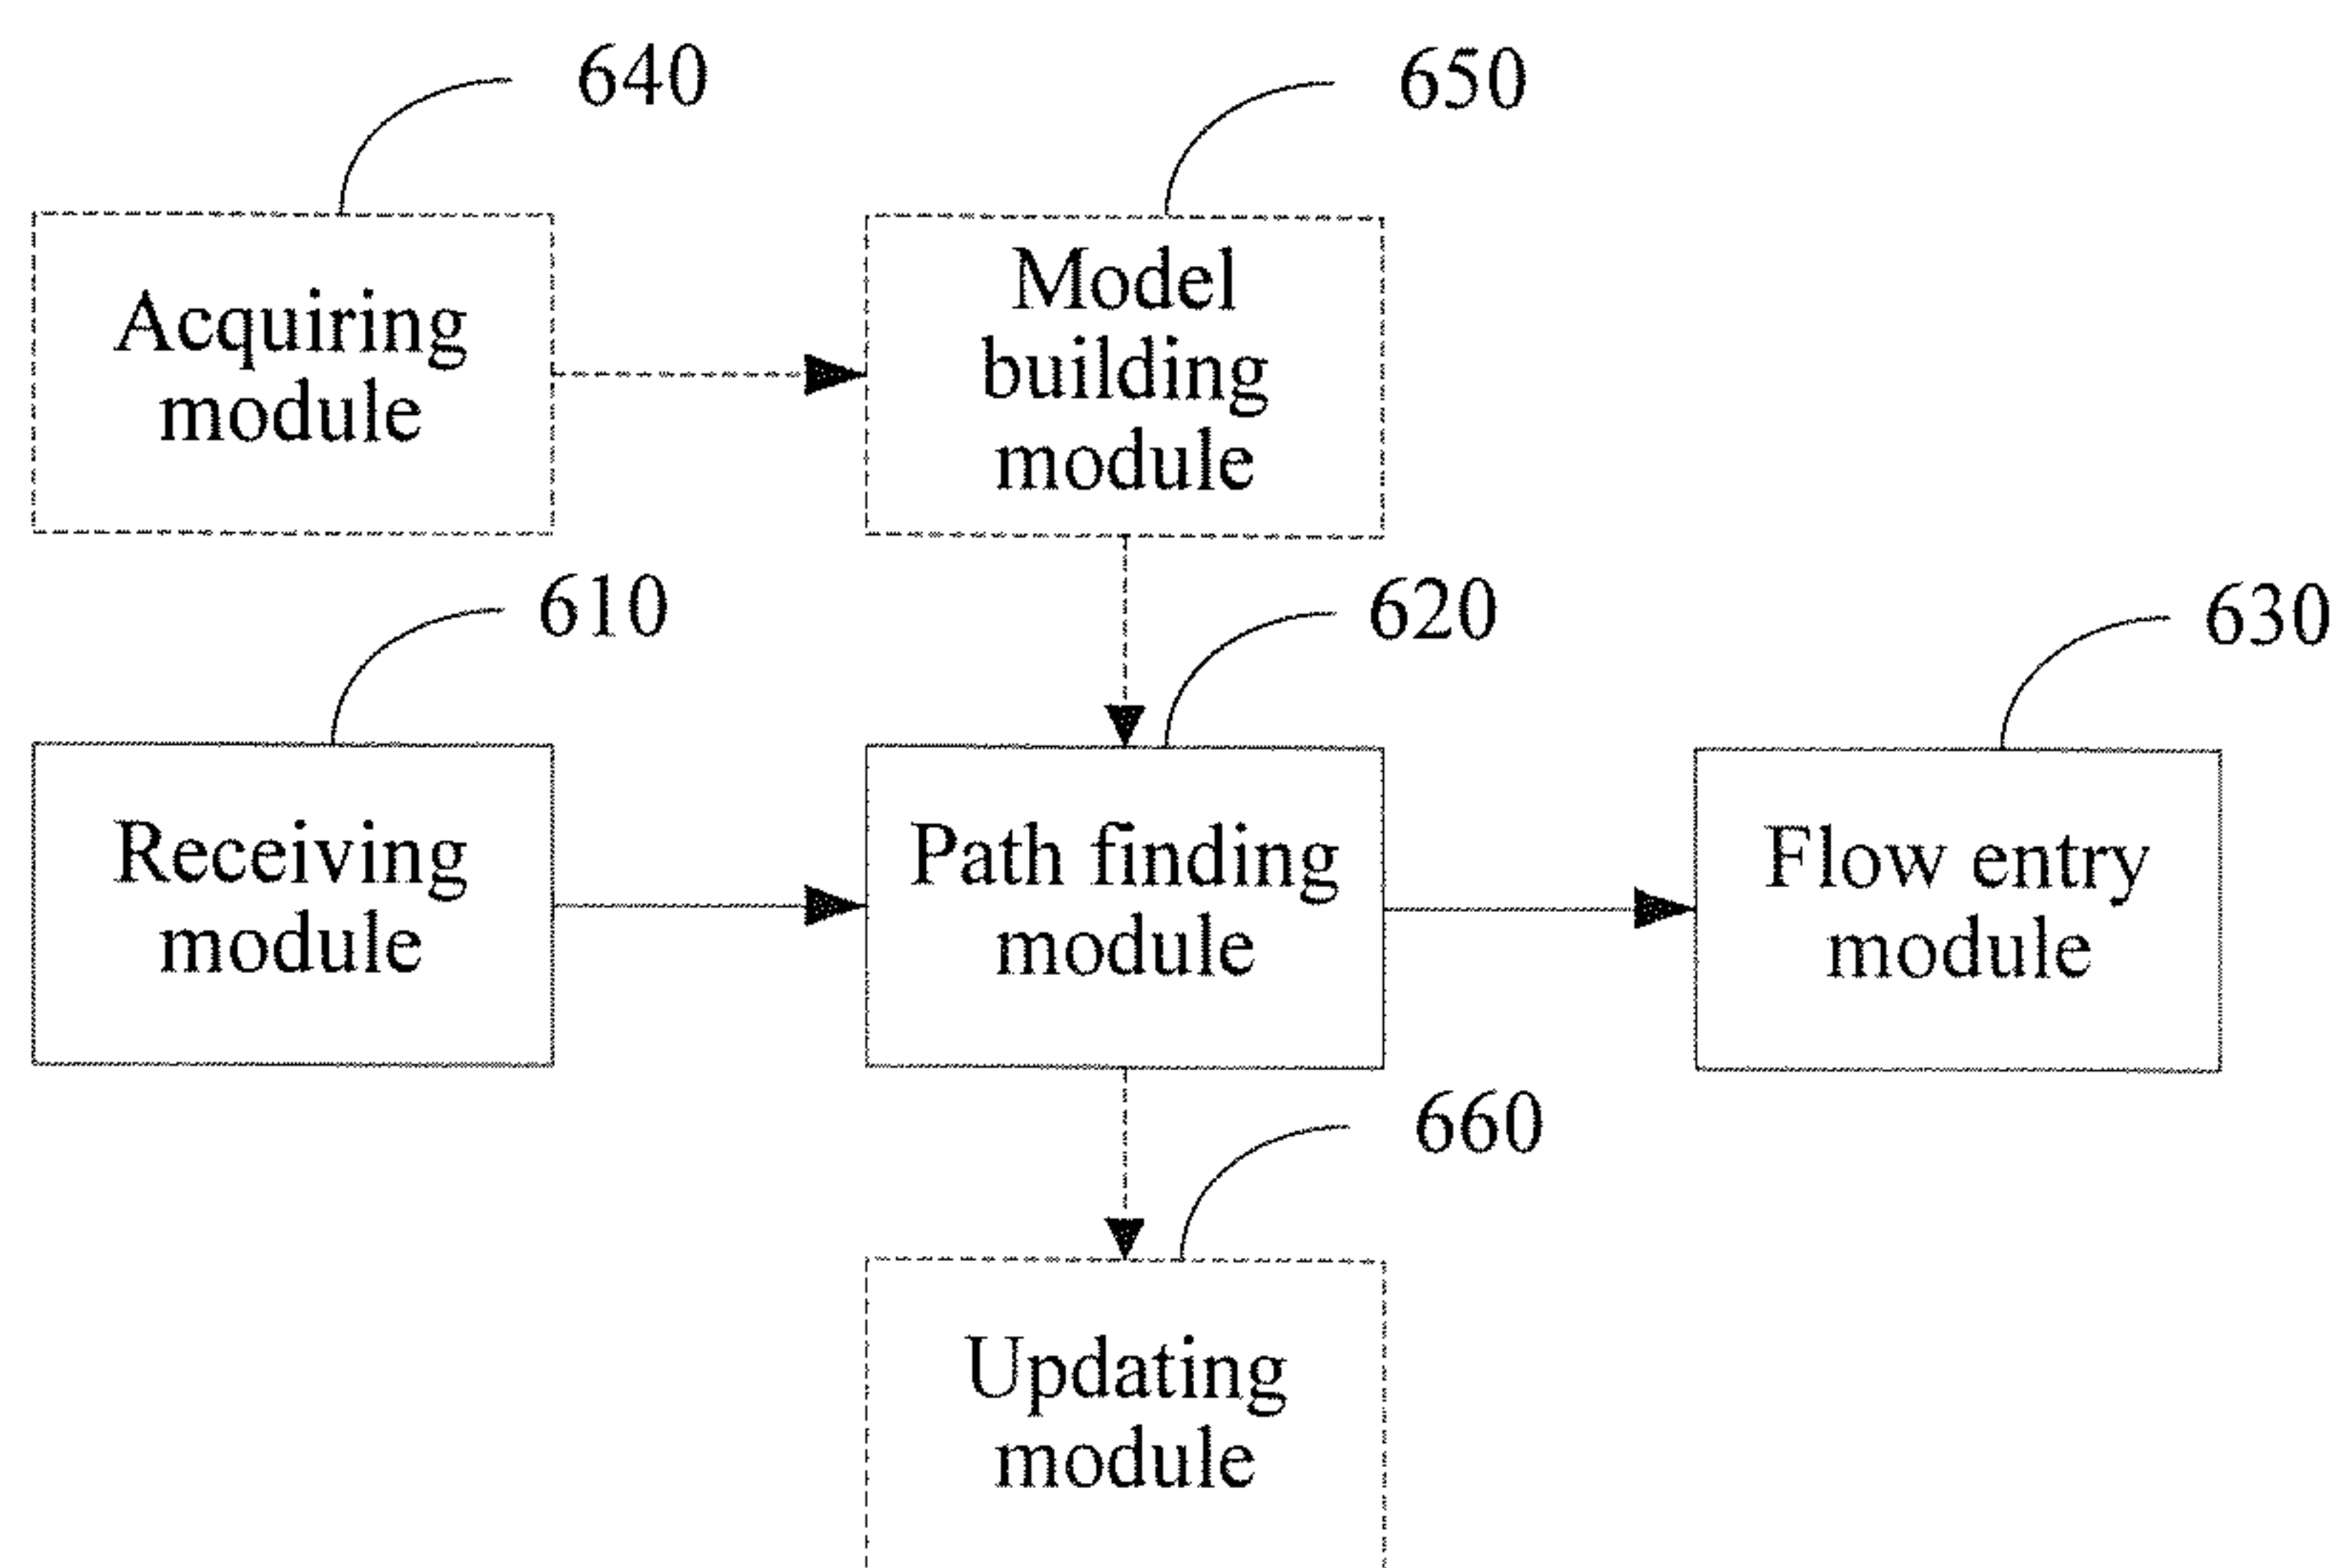 640
650
Acquiring
module
Model
building
module
610
620
630
Receiving
module
Path finding
module
Flow entry
module
660
Updating
module